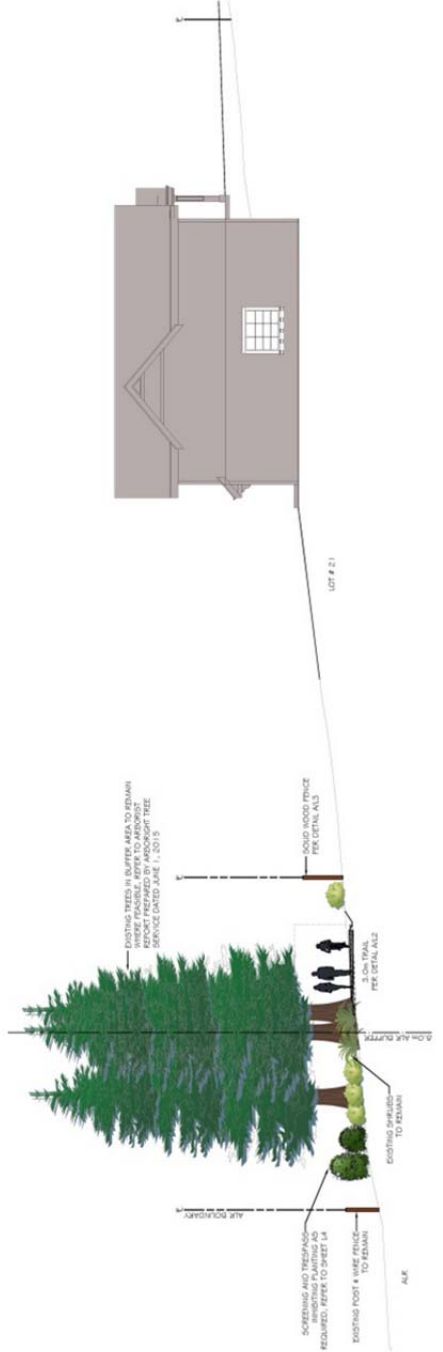 EXISTING TREES IN BUFFER AREA TO REMAIN
WHERE FEASIBLE, REFER TO ARBORIST
REPORT PREPARED BY ARBORIGHT TREE
SERVICE DATED JUNE 1, 2015
ALR BOUNDARY
SCREENING AND TRESPASS
INHIBITING PLANTING AS
REQUIRED, REFER TO SHEET L4
EXISTING POST & WIRE FENCE
TO REMAIN
ALR
EXISTING SHRUBS
TO REMAIN
ALR BUFFER
3.0m TRAIL
PER DETAIL A/L2
SOLID WOOD FENCE
PER DETAIL A/L3
LOT # 21